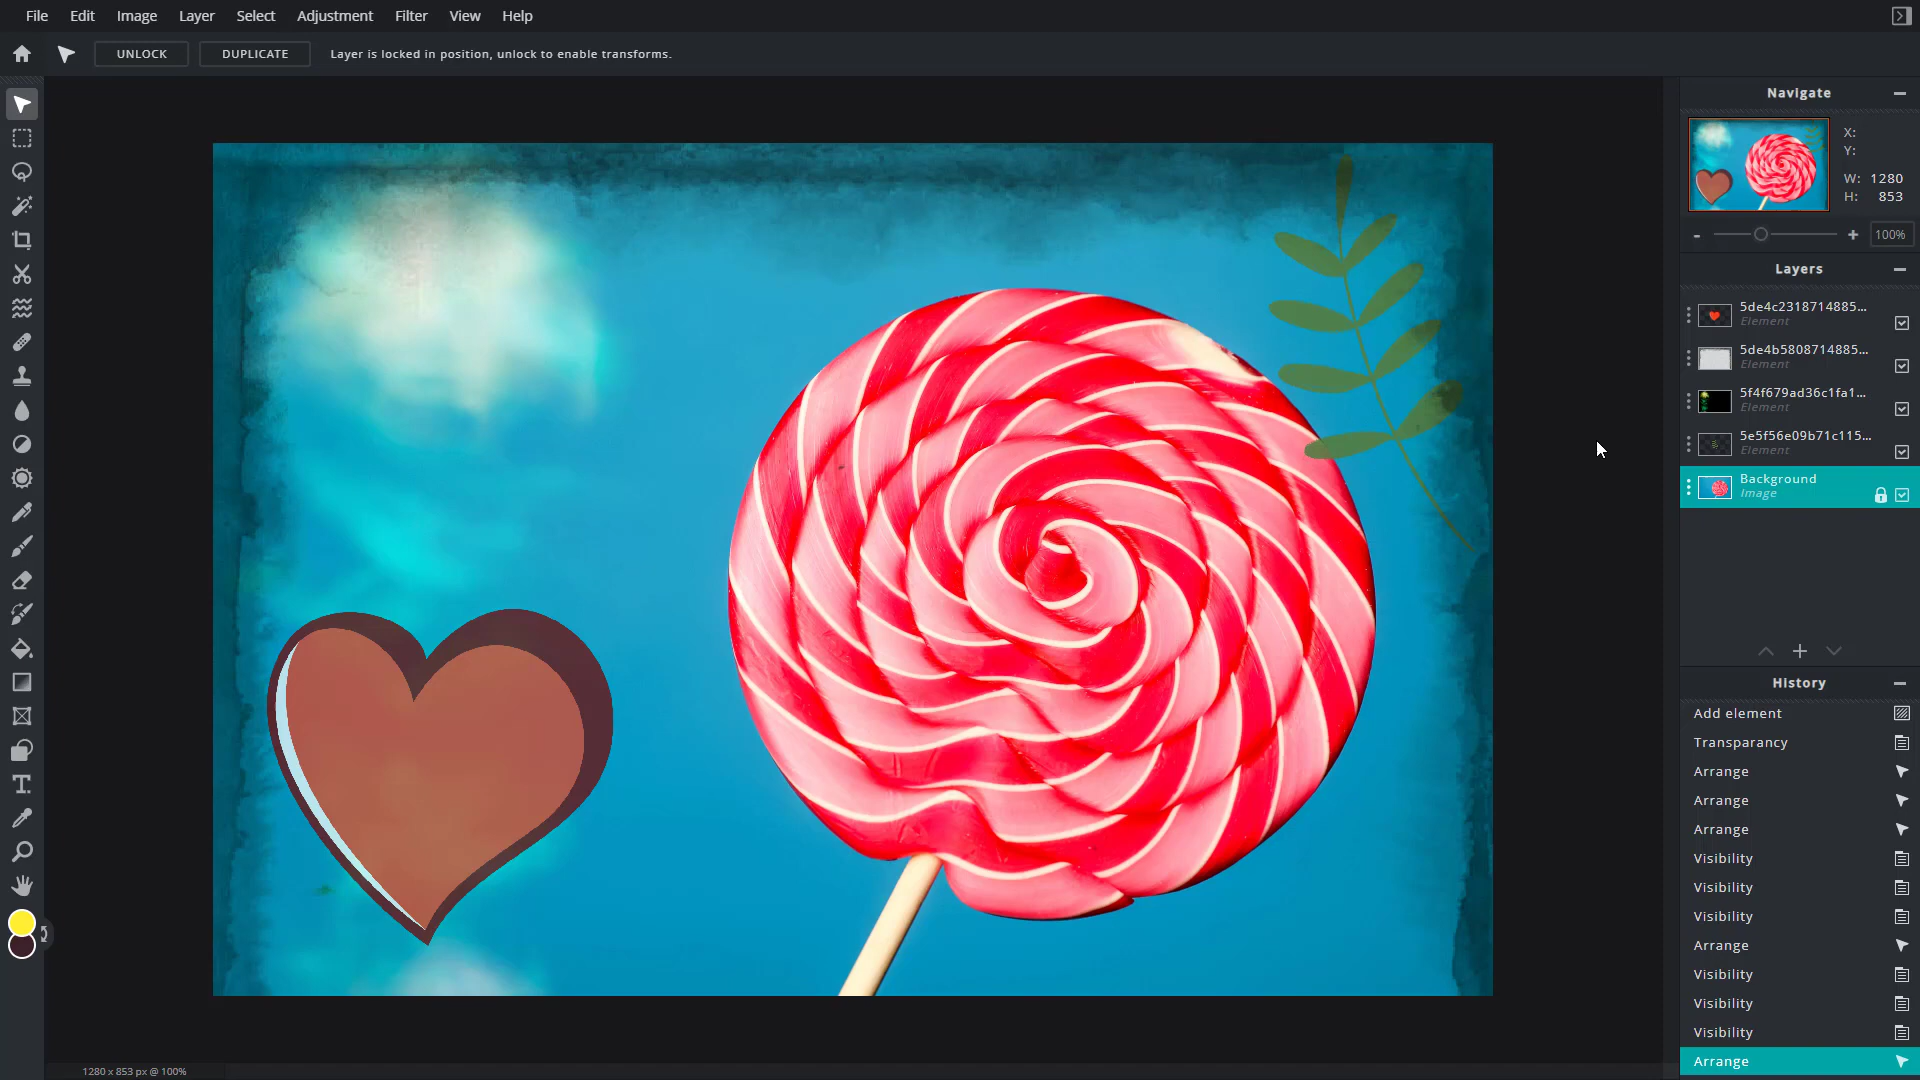 File Edit Image Layer Select Adjustment Filter View Help
UNLOCK DUPLICATE Layer is locked in position, unlock to enable transforms.
Navigate
X:
Y:
W: 1280
H: 853
- + 100%
Layers
5de4c2318714885...
Element
5de4b5808714885...
Element
5f4f679ad36c1fa1...
Element
5e5f56e09b71c115...
Element
Background
Image
History
Add element
Transparancy
Arrange
Arrange
Arrange
Visibility
Visibility
Visibility
Arrange
Visibility
Visibility
Visibility
Arrange
1280 x 853 px @ 100%